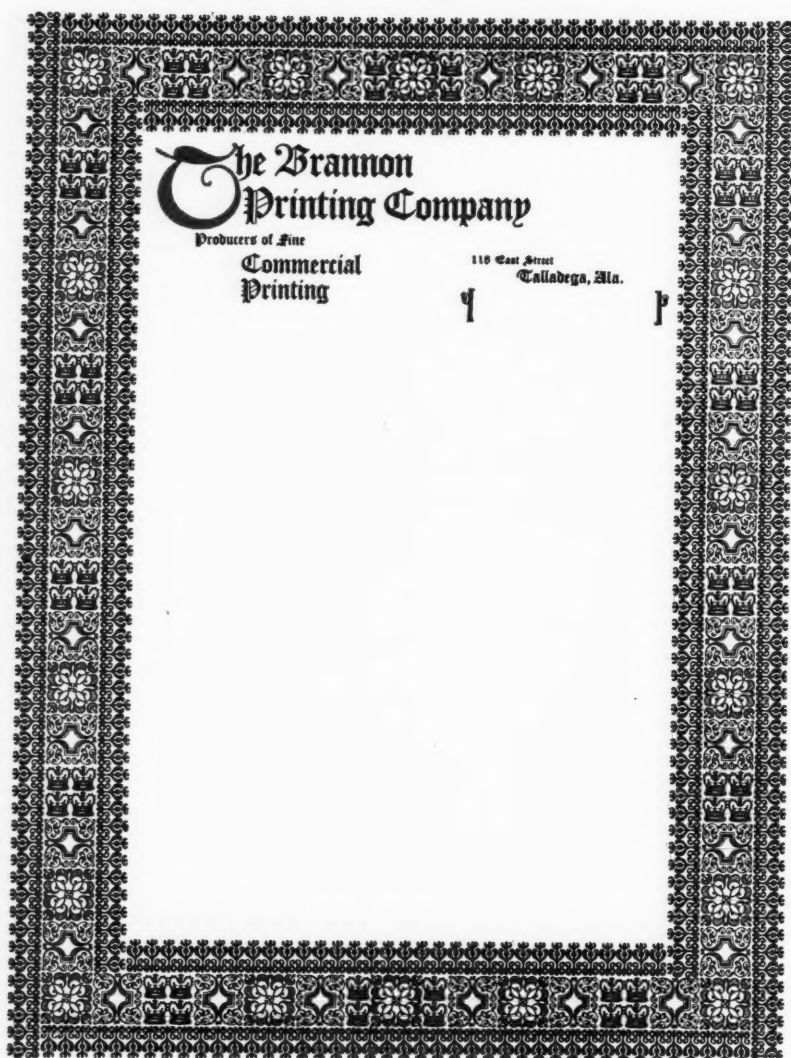 The Brannon
Printing Company
Producers of Fine
Commercial
Printing
115 East Street
Talladega, Ala.